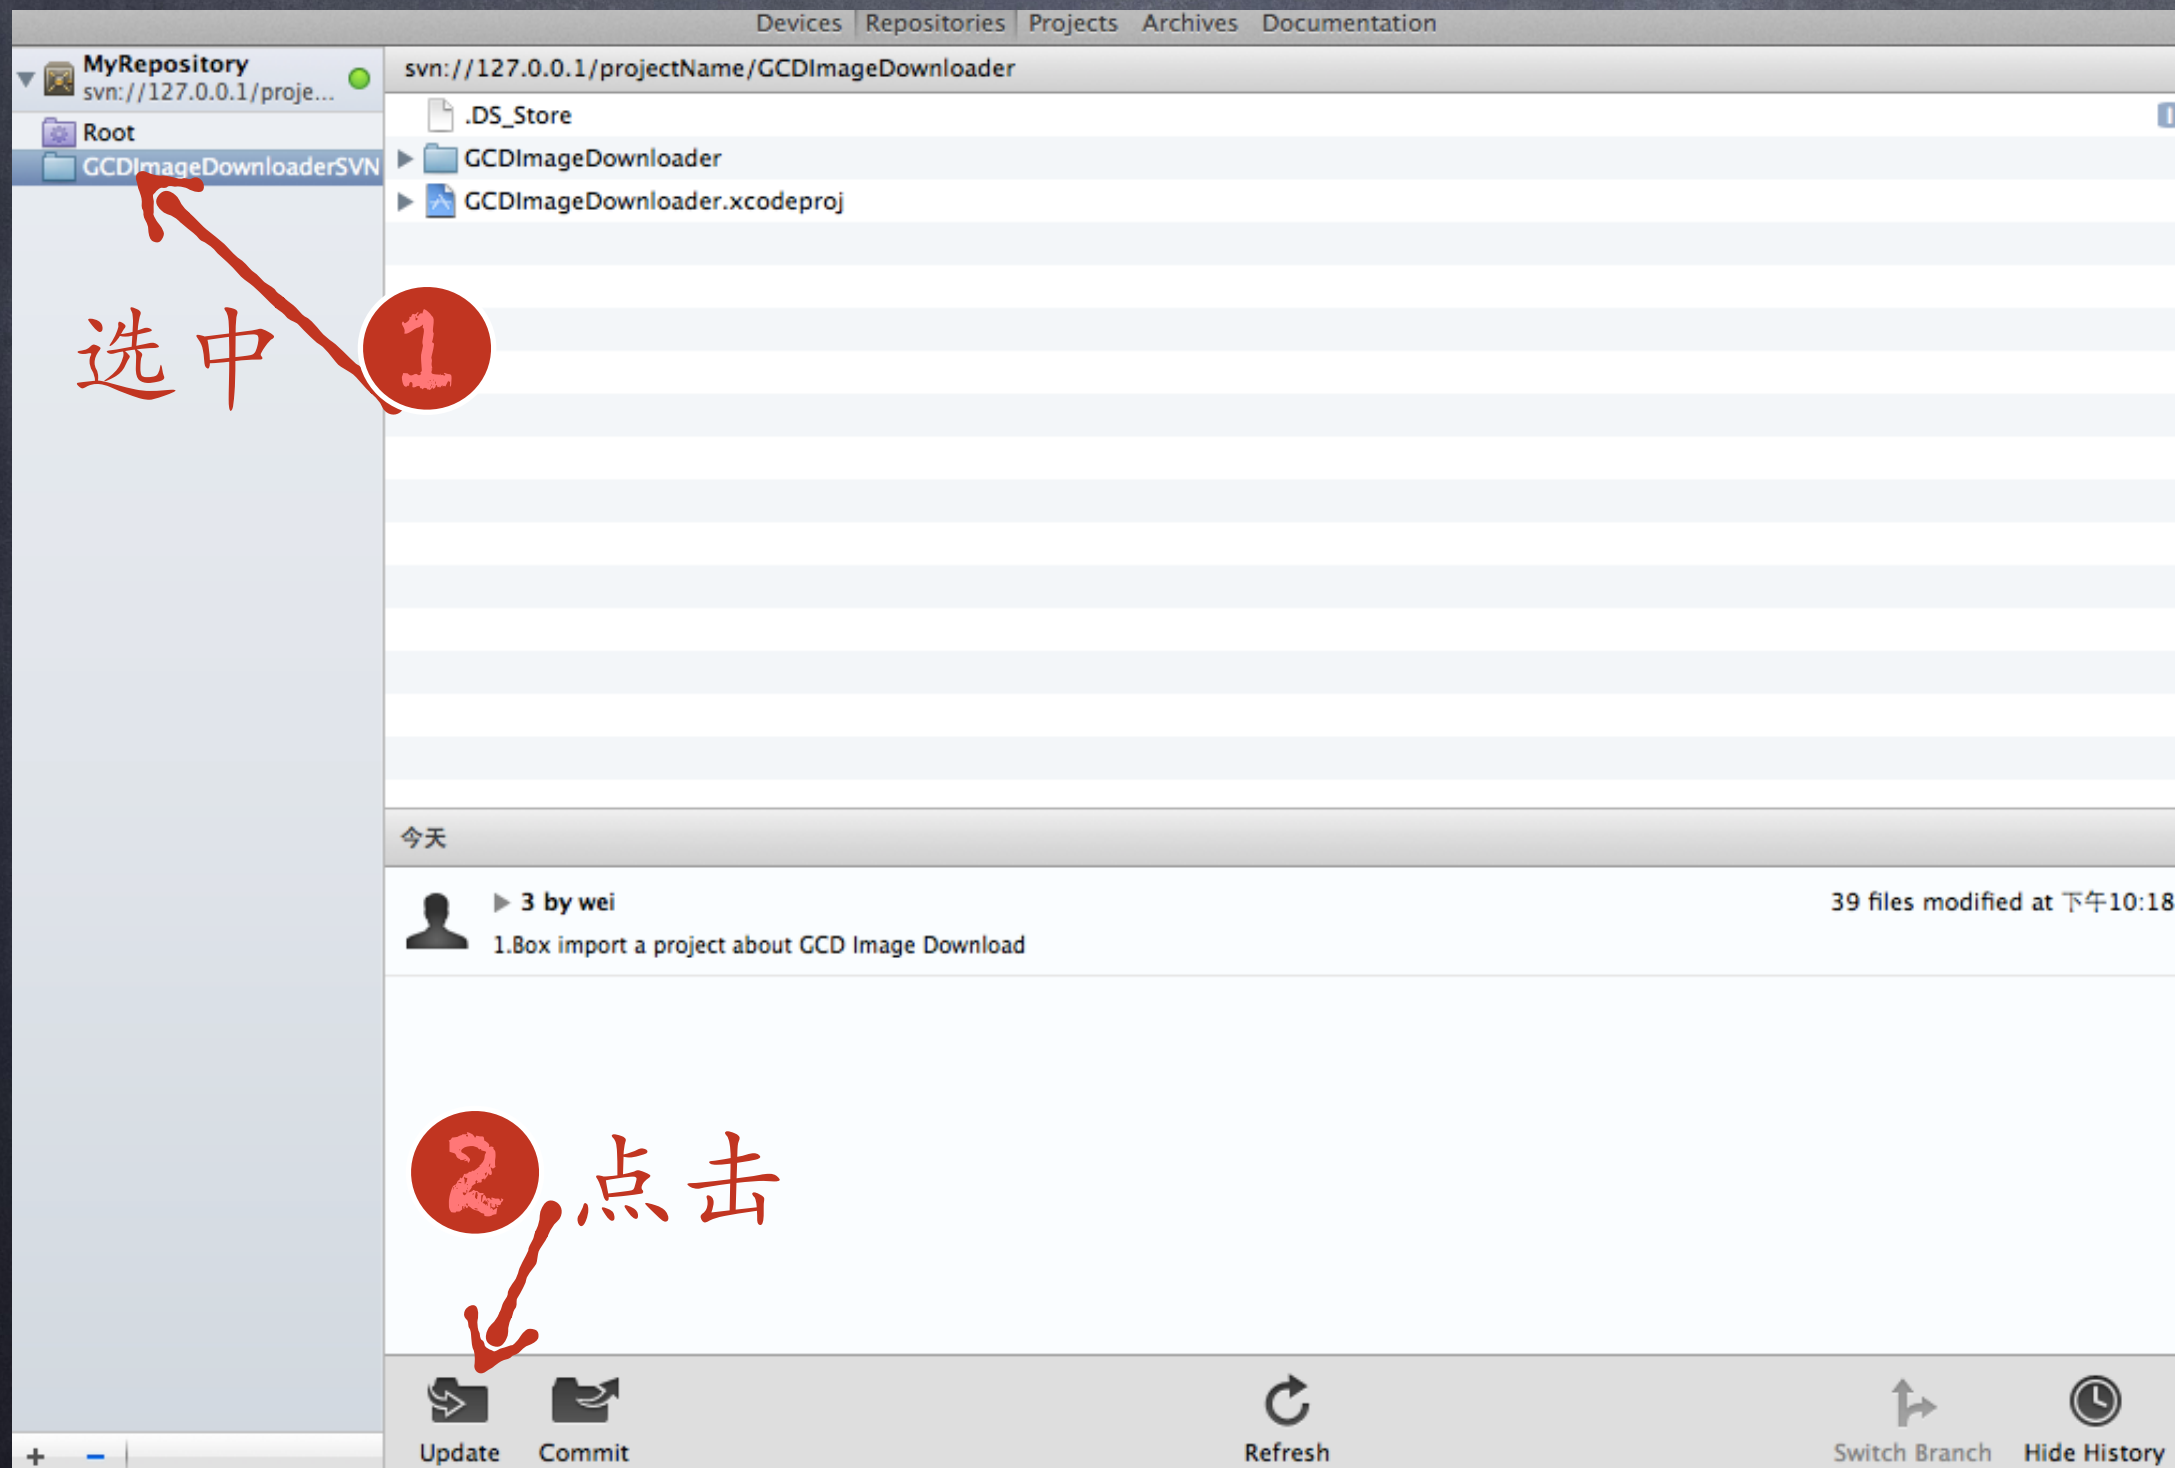 Devices Repositories Projects Archives Documentation
MyRepository
svn://127.0.0.1/proje...
Root
GCDImageDownloaderSVN
svn://127.0.0.1/projectName/GCDImageDownloader
.DS_Store
GCDImageDownloader
GCDImageDownloader.xcodeproj
选中
1
今天
3 by wei
39 files modified at 下午10:18
1.Box import a project about GCD Image Download
2
点击
Update Commit Refresh Switch Branch Hide History